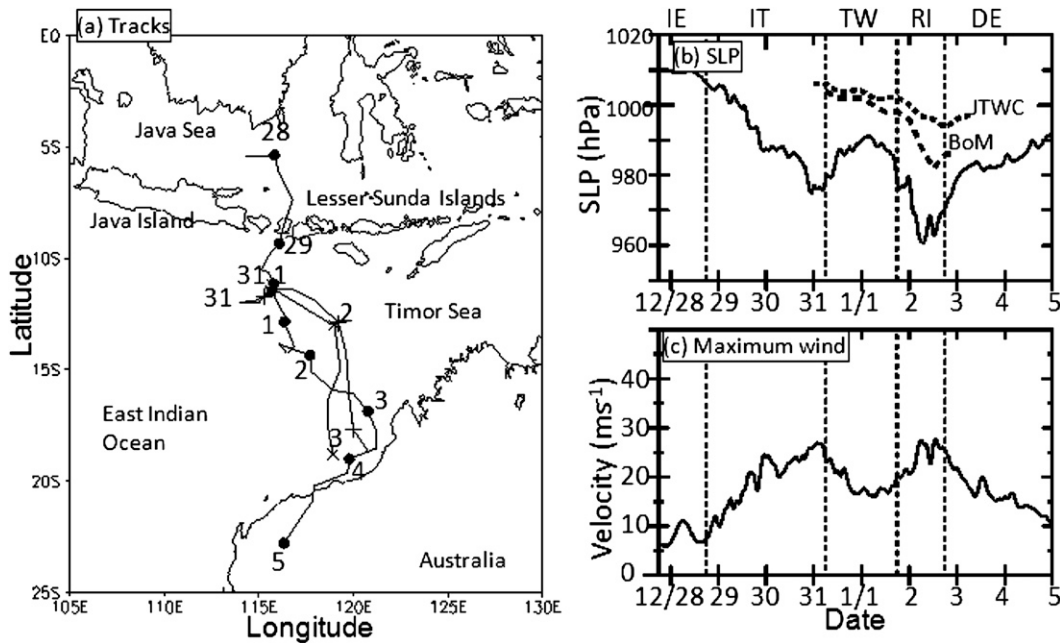 (a) Tracks
EQ
5S
10S
15S
20S
25S
105E
110E
115E
120E
125E
130E
Latitude
Longitude
Java Sea
28
Lesser-Sunda Islands
Java Island
29
31
1
31
Timor Sea
2
1
2
3
East Indian
Ocean
3
4
5
Australia
IE
IT
TW
RI
DE
(b) SLP
1020
1000
980
960
SLP (hPa)
JTWC
BoM
12/28
29
30
31
1/1
2
3
4
5
(c) Maximum wind
40
30
20
10
0
Velocity (ms-1)
12/28
29
30
31
1/1
2
3
4
5
Date